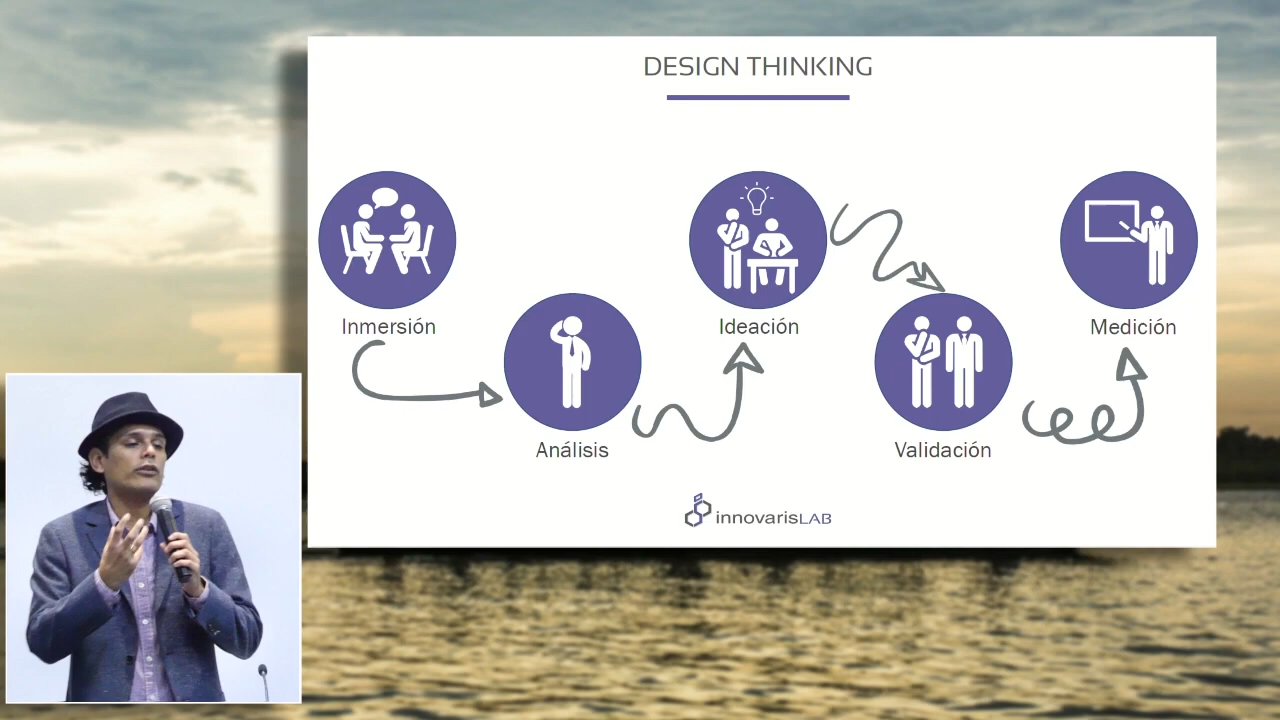 DESIGN THINKING
Inmersión
Análisis
Ideación
Validación
Medición
innovarisLAB